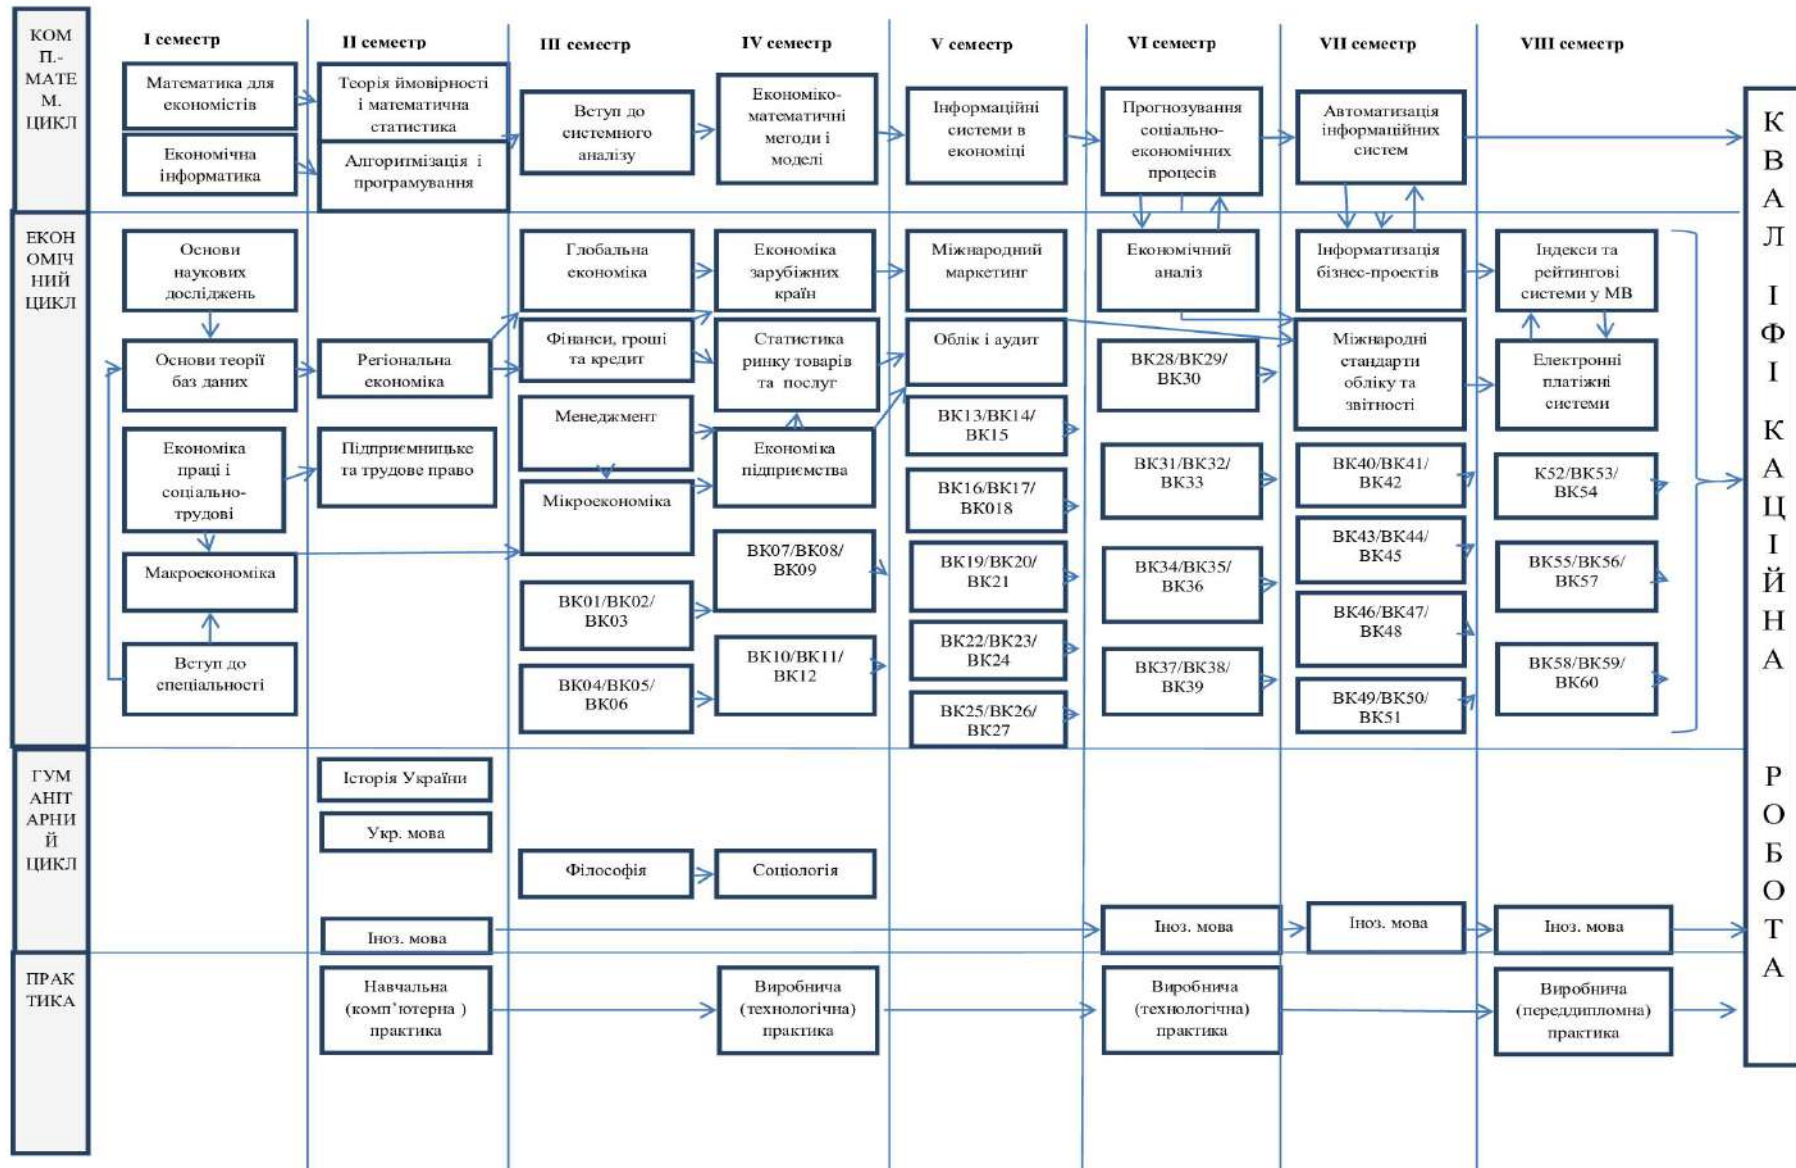 КОМ
П.-
МАТЕ
М.
ЦИКЛ
I семестр
II семестр
III семестр
IV семестр
V семестр
VI семестр
VII семестр
VIII семестр
Математика для
економістів
Економічна
інформатика
Теорія ймовірності
і математична
статистика
Алгоритмізація і
програмування
Вступ до
системного
аналізу
Економіко-
математичні
методи і
моделі
Інформаційні
системи в
економіці
Прогнозування
соціально-
економічних
процесів
Автоматизація
інформаційних
систем
ЕКОН
ОМІЧ
НИЙ
ЦИКЛ
Основи
наукових
досліджень
Основи теорії
баз даних
Економіка
праці і
соціально-
трудові
Макроекономіка
Вступ до
спеціальності
Регіональна
економіка
Підприємницьке
та трудове право
Глобальна
економіка
Фінанси, гроші
та кредит
Менеджмент
Мікроекономіка
ВК01/ВК02/
ВК03
ВК04/ВК05/
ВК06
Економіка
зарубіжних
країн
Статистика
ринку товарів
та послуг
Економіка
підприємства
ВК07/ВК08/
ВК09
ВК10/ВК11/
ВК12
Міжнародний
маркетинг
Облік і аудит
ВК13/ВК14/
ВК15
ВК16/ВК17/
ВК018
ВК19/ВК20/
ВК21
ВК22/ВК23/
ВК24
ВК25/ВК26/
ВК27
Економічний
аналіз
ВК28/ВК29/
ВК30
ВК31/ВК32/
ВК33
ВК34/ВК35/
ВК36
ВК37/ВК38/
ВК39
Інформатизація
бізнес-проектів
Міжнародні
стандарти
обліку та
звітності
ВК40/ВК41/
ВК42
ВК43/ВК44/
ВК45
ВК46/ВК47/
ВК48
ВК49/ВК50/
ВК51
Індекси та
рейтингові
системи у МВ
Електронні
платіжні
системи
К52/ВК53/
ВК54
ВК55/ВК56/
ВК57
ВК58/ВК59/
ВК60
ГУМ
АНІТ
АРНИ
Й
ЦИКЛ
Історія України
Укр. мова
Іноз. мова
Філософія
Соціологія
Іноз. мова
Іноз. мова
Іноз. мова
ПРАК
ТИКА
Навчальна
(комп’ютерна )
практика
Виробнича
(технологічна)
практика
Виробнича
(технологічна)
практика
Виробнича
(переддипломна)
практика
КВАЛІФІКАЦІЙНА РОБОТА